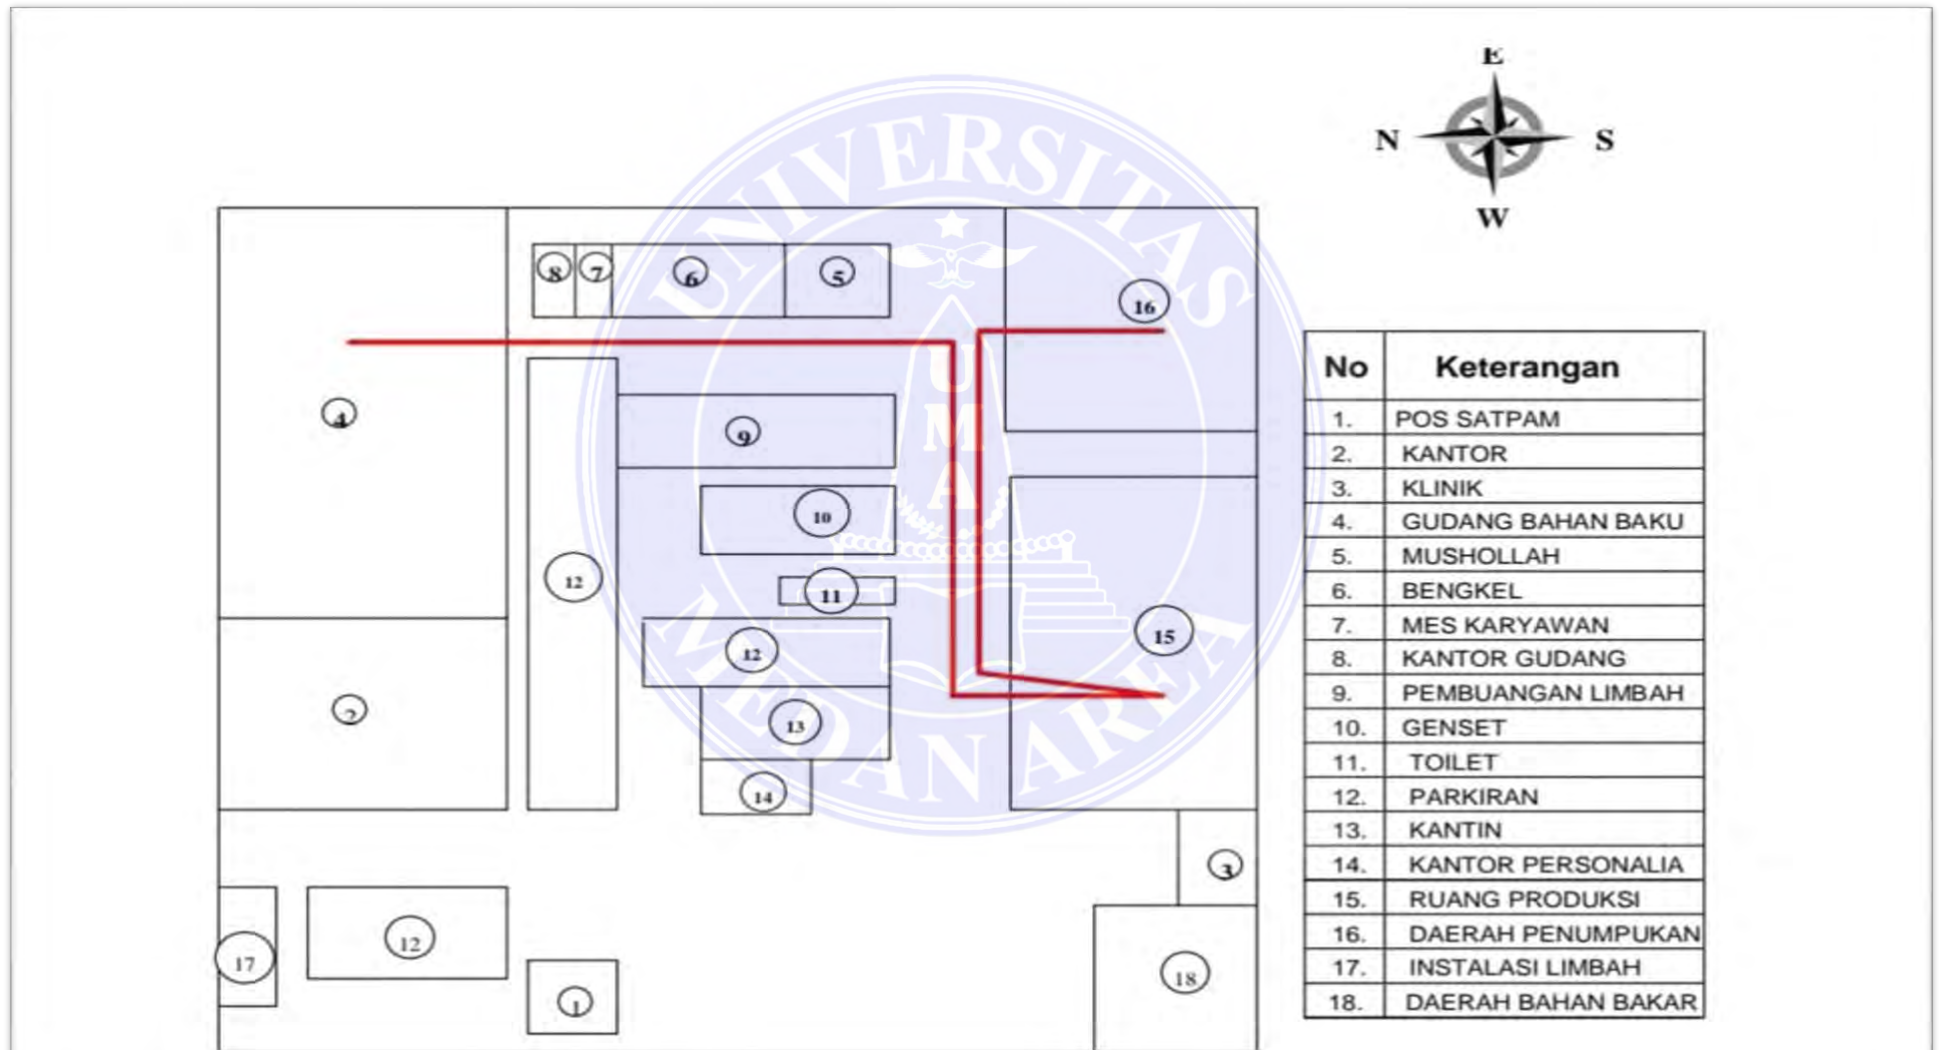 E
N S
W
UNIVERSITAS
UMA
MEDAN AREA
8 7 6 5
16
4
9
10
12
11
15
12
2
13
14
3
17
12
18
1
No Keterangan
1. POS SATPAM
2. KANTOR
3. KLINIK
4. GUDANG BAHAN BAKU
5. MUSHOLLAH
6. BENGKEL
7. MES KARYAWAN
8. KANTOR GUDANG
9. PEMBUANGAN LIMBAH
10. GENSET
11. TOILET
12. PARKIRAN
13. KANTIN
14. KANTOR PERSONALIA
15. RUANG PRODUKSI
16. DAERAH PENUMPUKAN
17. INSTALASI LIMBAH
18. DAERAH BAHAN BAKAR